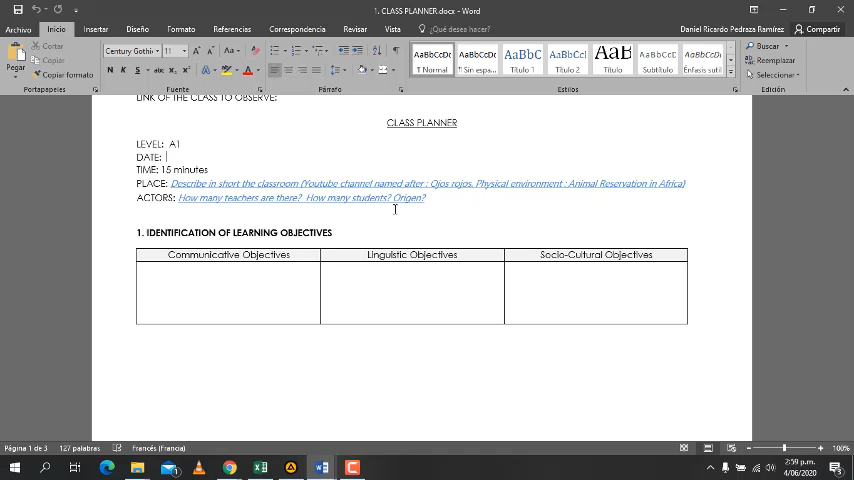 1. CLASS PLANNER.docx - Word
Archivo Inicio Insertar Diseño Formato Referencias Correspondencia Revisar Vista ¿Qué desea hacer? Daniel Ricardo Pedraza Ramírez Compartir
Pegar
Cortar
Copiar
Copiar formato
Portapapeles
Century Gothic 11
N K S abc X₂ X²
Fuente
Párrafo
AaBbCcDc AaBbCcDc AaBbC AaBbCcl AaB AaBbCcD AaBbCcDc
¶ Normal ¶ Sin espa... Título 1 Título 2 Título Subtítulo Énfasis sutil
Estilos
Buscar
Reemplazar
Seleccionar
Edición
LINK OF THE CLASS TO OBSERVE:
CLASS PLANNER
LEVEL: A1
DATE:
TIME: 15 minutes
PLACE: Describe in short the classroom (Youtube channel named after : Ojos rojos, Physical environment : Animal Reservation in Africa)
ACTORS: How many teachers are there? How many students? Origen?
1. IDENTIFICATION OF LEARNING OBJECTIVES
Communicative Objectives Linguistic Objectives Socio-Cultural Objectives
Página 1 de 3 127 palabras Francés (Francia) 100%
2:59 p. m.
4/06/2020